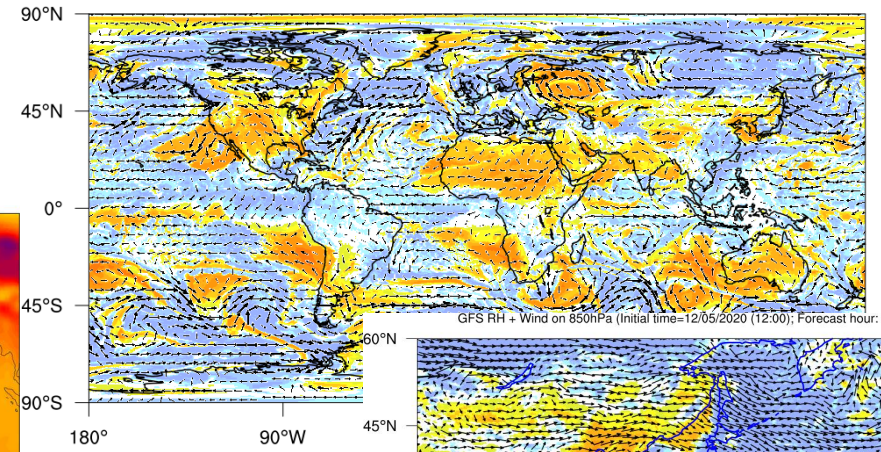 90°N
45°N
0°
45°S
90°S
180°
90°W
GFS RH + Wind on 850hPa (Initial time=12/05/2020 (12:00); Forecast hour:
60°N
45°N